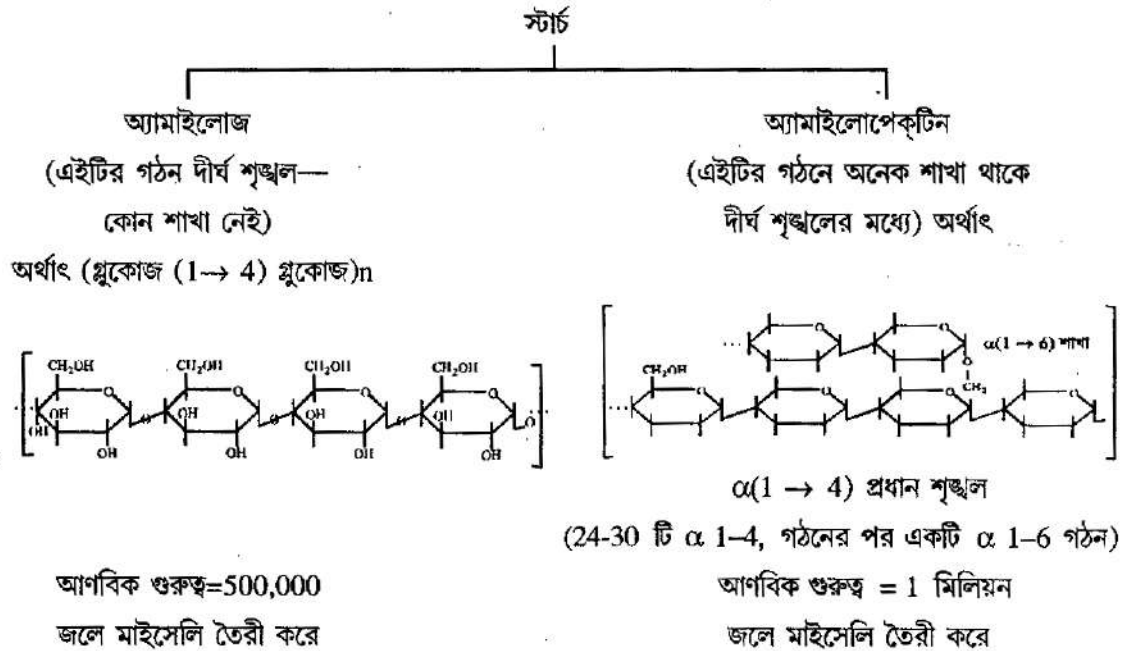 স্টার্চ
অ্যামাইলোজ
(এইটির গঠন দীর্ঘ শৃঙ্খল—
কোন শাখা নেই)
অর্থাৎ (গ্লুকোজ (1→ 4) গ্লুকোজ)n
CH₂OH CH₂OH CH₂OH CH₂OH
O O O O
OH OH OH OH
O O O O
OH
OH OH OH OH
অ্যামাইলোপেক্‌টিন
(এইটির গঠনে অনেক শাখা থাকে
দীর্ঘ শৃঙ্খলের মধ্যে) অর্থাৎ
O O α(1 → 6) শাখা
O
CH₂OH CH₂
O O O O
α(1 → 4) প্রধান শৃঙ্খল
(24-30 টি α 1–4, গঠনের পর একটি α 1–6 গঠন)
আণবিক গুরুত্ব=500,000
জলে মাইসেলি তৈরী করে
আণবিক গুরুত্ব = 1 মিলিয়ন
জলে মাইসেলি তৈরী করে